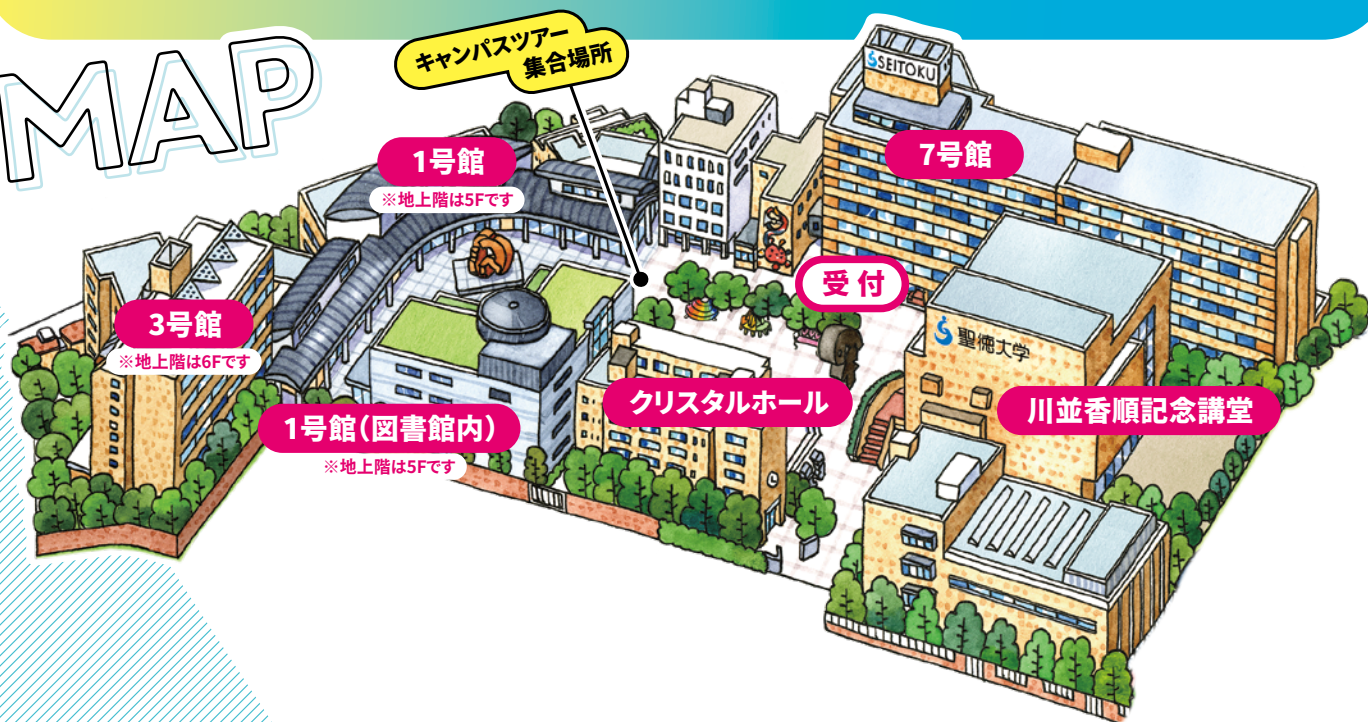 MAP
キャンパスツアー
集合場所
SEITOKU
1号館
※地上階は5Fです
7号館
受付
3号館
※地上階は6Fです
聖徳大学
クリスタルホール
川並香順記念講堂
1号館(図書館内)
※地上階は5Fです